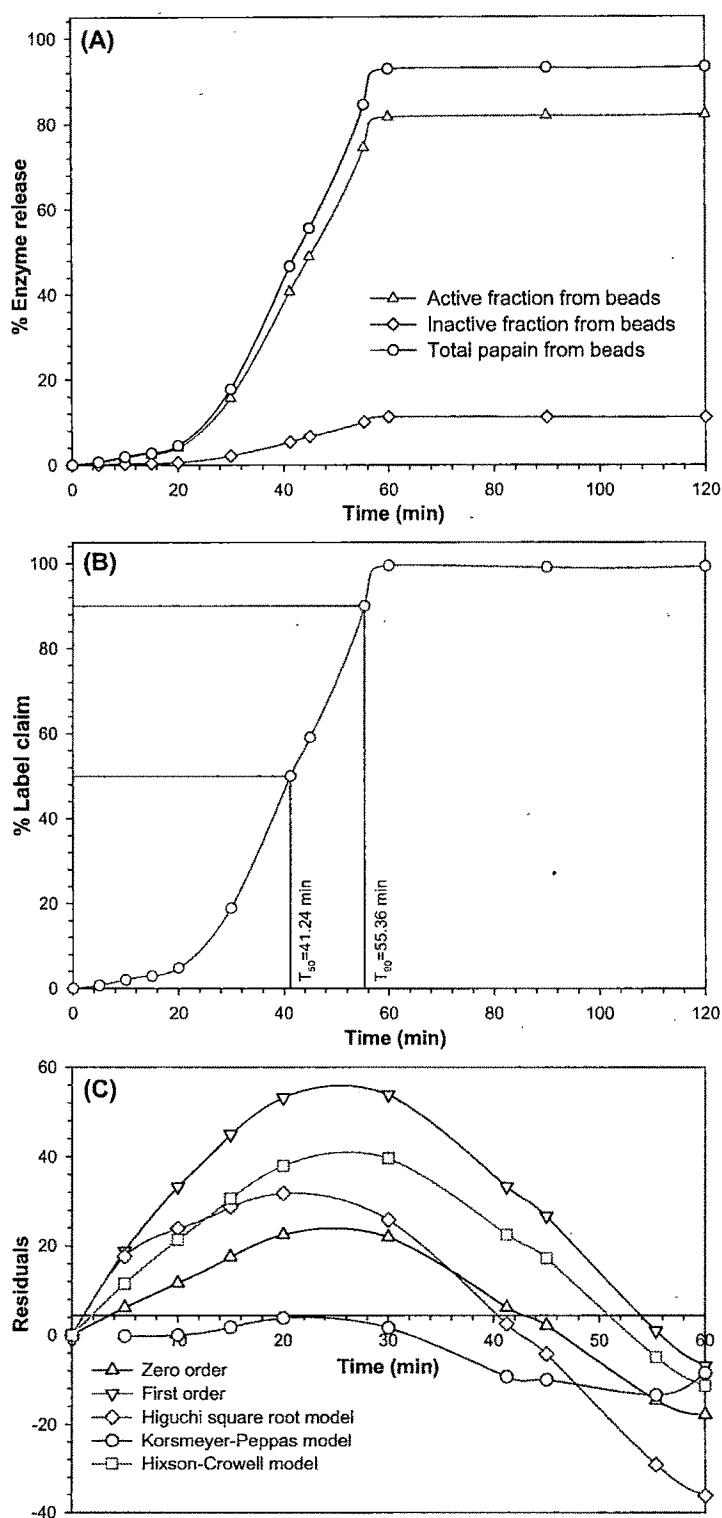 (A)
100
80
60
40
20
0
% Enzyme release
Active fraction from beads
Inactive fraction from beads
Total papain from beads
0 20 40 60 80 100 120
Time (min)
(B)
100
80
60
40
20
0
% Label claim
T50=41.24 min
T90=55.36 min
0 20 40 60 80 100 120
Time (min)
(C)
60
40
20
0
-20
-40
Residuals
0 10 20 30 40 50 60
Time (min)
Zero order
First order
Higuchi square root model
Korsmeyer-Peppas model
Hixson-Crowell model